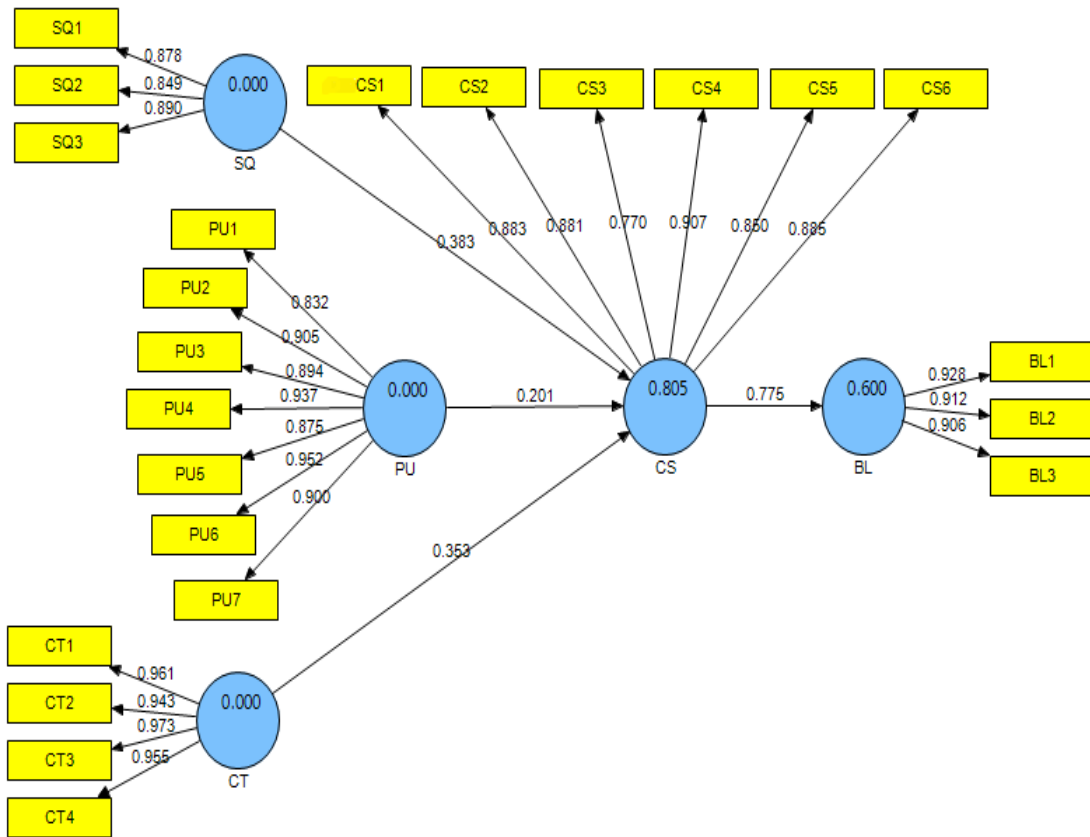 SQ1
0.878
SQ2
0.849
SQ3
0.890
0.000
SQ
CS1
CS2
CS3
CS4
CS5
CS6
0.883
0.881
0.770
0.907
0.850
0.885
0.383
PU1
0.832
PU2
0.905
PU3
0.894
PU4
0.937
PU5
0.875
PU6
0.952
PU7
0.900
0.000
PU
0.201
0.805
CS
0.775
0.600
BL
0.928
BL1
0.912
BL2
0.906
BL3
0.353
CT1
0.961
CT2
0.943
CT3
0.973
CT4
0.955
0.000
CT